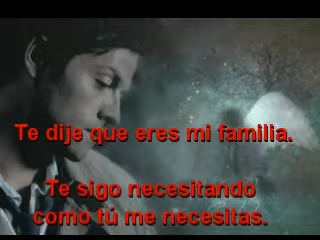 Te dije que eres mi familia.
Te sigo necesitando
como tú me necesitas.